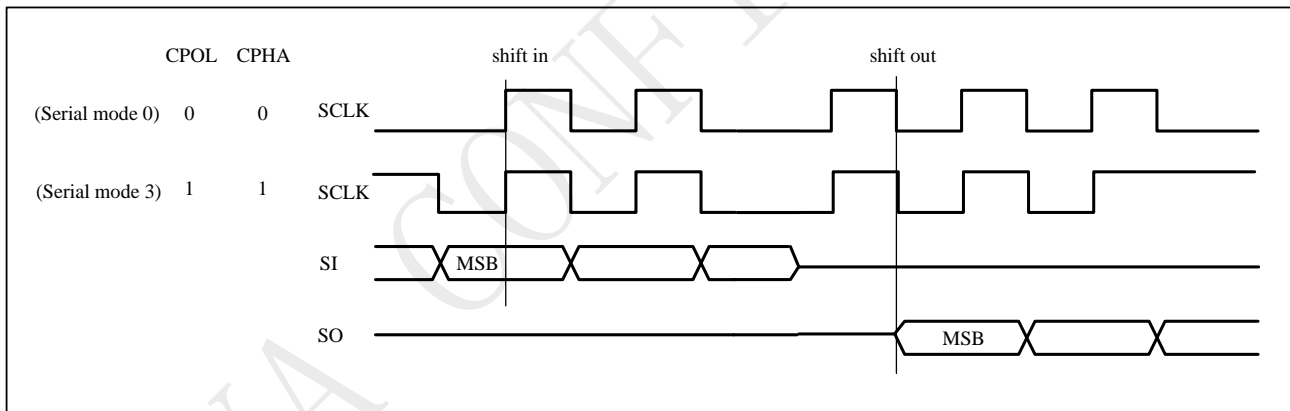 CPOL CPHA shift in shift out
(Serial mode 0) 0 0 SCLK
(Serial mode 3) 1 1 SCLK
SI MSB
SO MSB